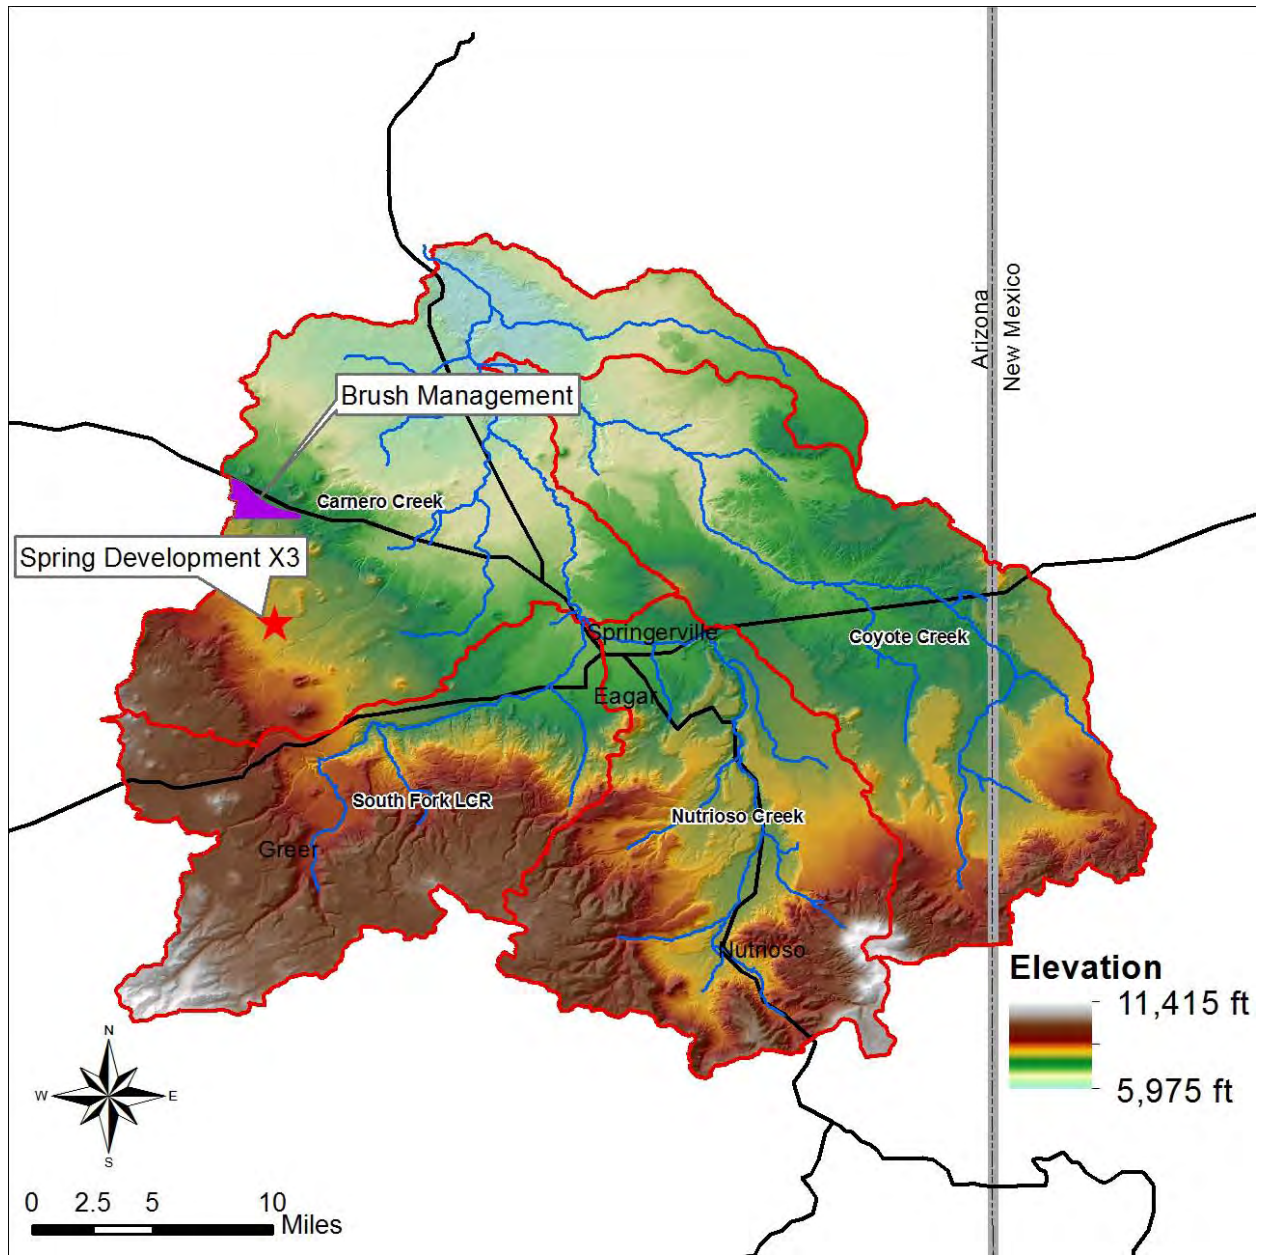 Arizona
New Mexico
Brush Management
Carnero Creek
Spring Development X3
Springerville
Coyote Creek
Eagar
South Fork LCR
Nutrioso Creek
Greer
Nutrioso
Elevation
11,415 ft
5,975 ft
N
W
E
S
0 2.5 5 10
Miles